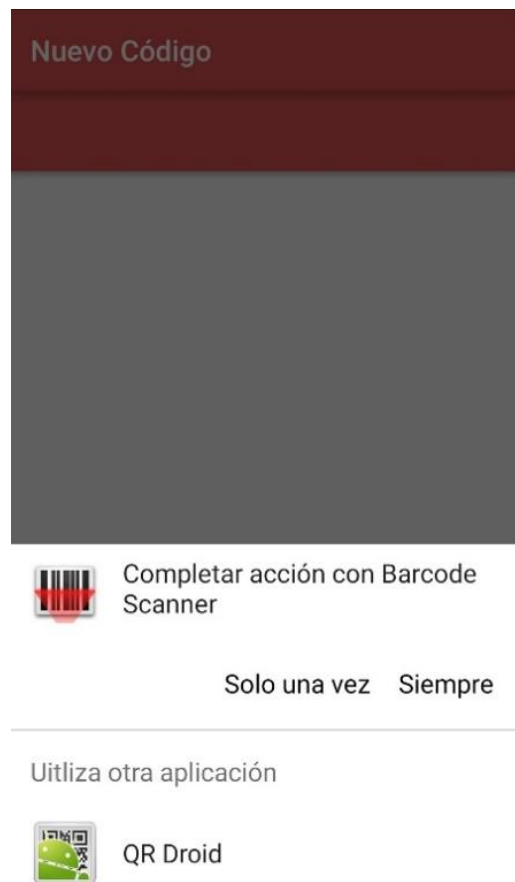 Nuevo Código
Completar acción con Barcode
Scanner
Solo una vez Siempre
Uitliza otra aplicación
QR Droid